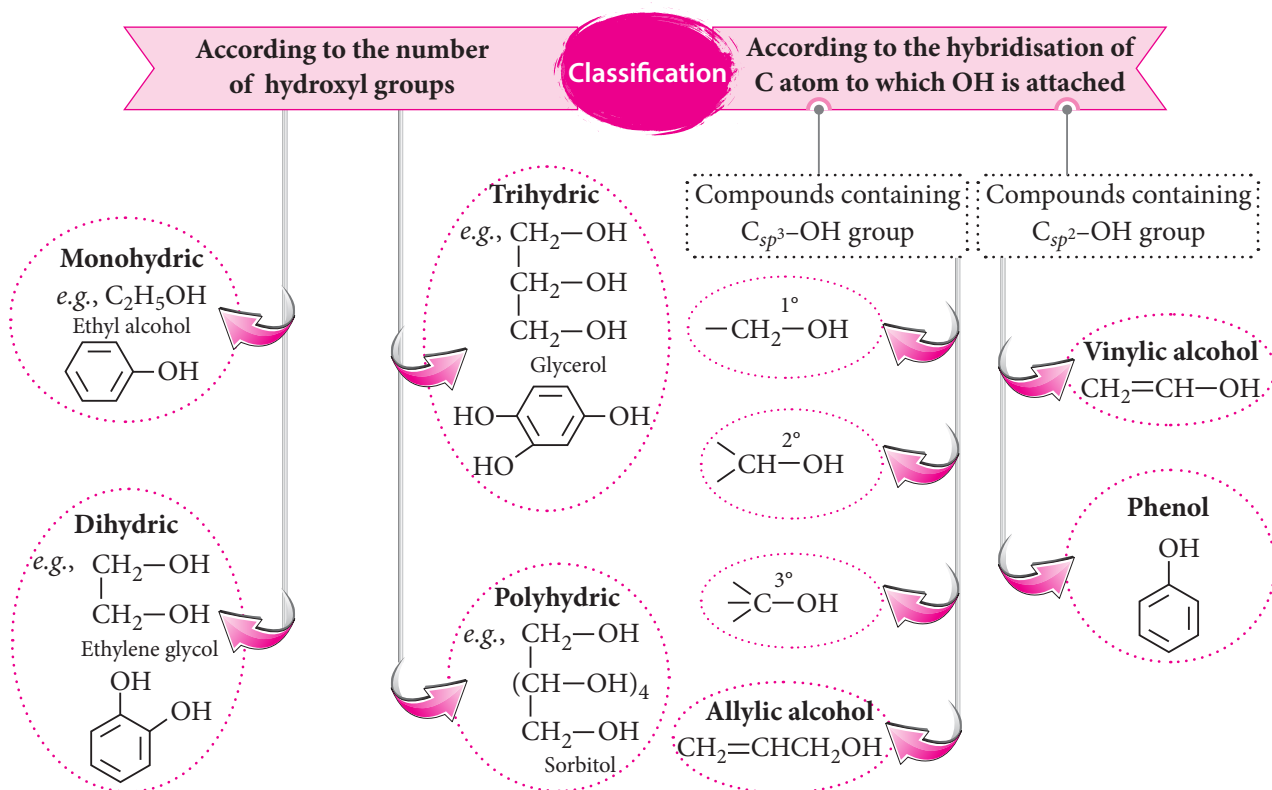 According to the number
of hydroxyl groups
Classification
According to the hybridisation of
C atom to which OH is attached
Monohydric
e.g., C₂H₅OH
Ethyl alcohol
OH
Dihydric
e.g., CH₂—OH
CH₂—OH
Ethylene glycol
OH
OH
Trihydric
e.g., CH₂—OH
CH₂—OH
CH₂—OH
Glycerol
HO OH
HO
Polyhydric
e.g., CH₂—OH
(CH—OH)₄
CH₂—OH
Sorbitol
Compounds containing
Csp³–OH group
1°
—CH₂—OH
2°
CH—OH
3°
C—OH
Allylic alcohol
CH₂=CHCH₂OH
Compounds containing
Csp²–OH group
Vinylic alcohol
CH₂=CH—OH
Phenol
OH